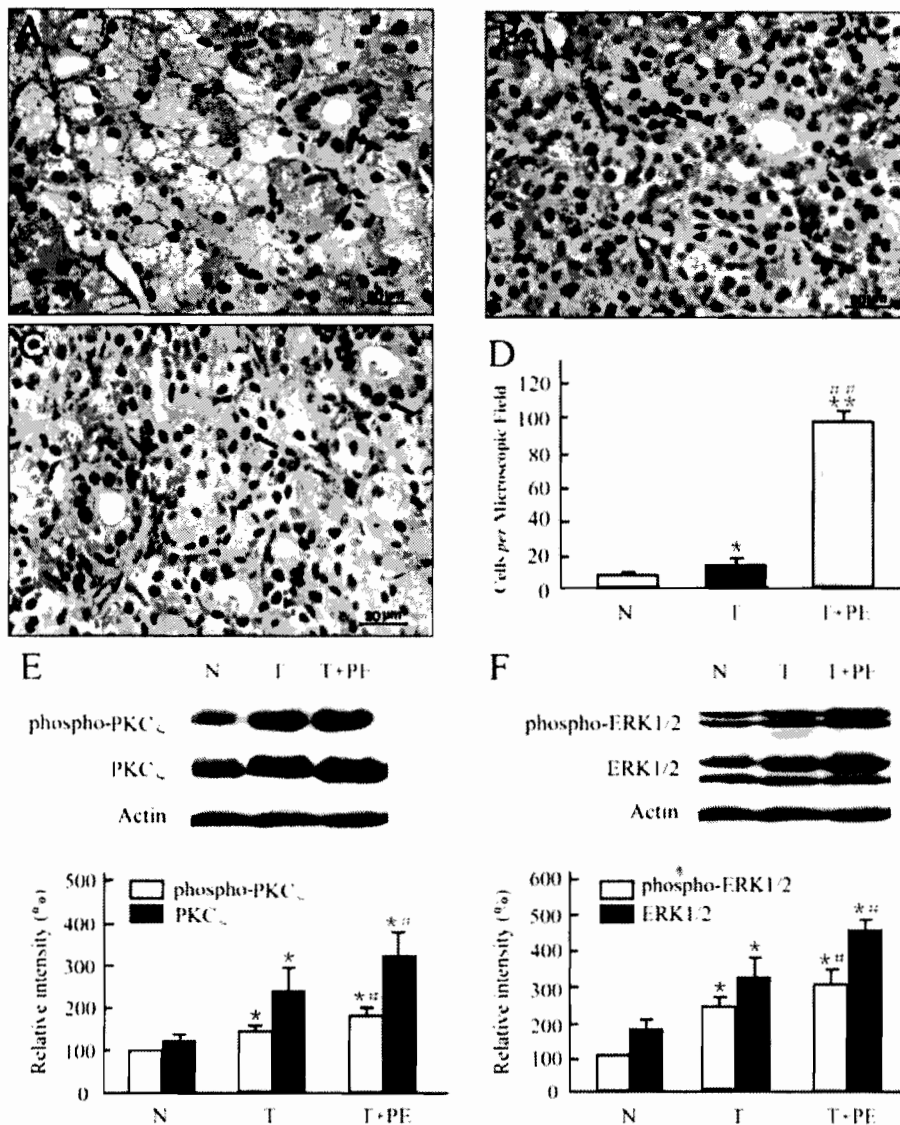 A
B
C
20 μm
D
120
100
80
60
40
20
0
Cells per Microscopic Field
# #
* *
*
N T T+PE
E
N T T+PE
phospho-PKCζ
PKCζ
Actin
500
400
300
200
100
0
Relative intensity (%)
phospho-PKCζ
PKCζ
* *
*# *#
N T T+PE
F
N T T+PE
phospho-ERK1/2
ERK1/2
Actin
600
500
400
300
200
100
0
Relative intensity (%)
*
phospho-ERK1/2
ERK1/2
* *
*# *#
N T T+PE